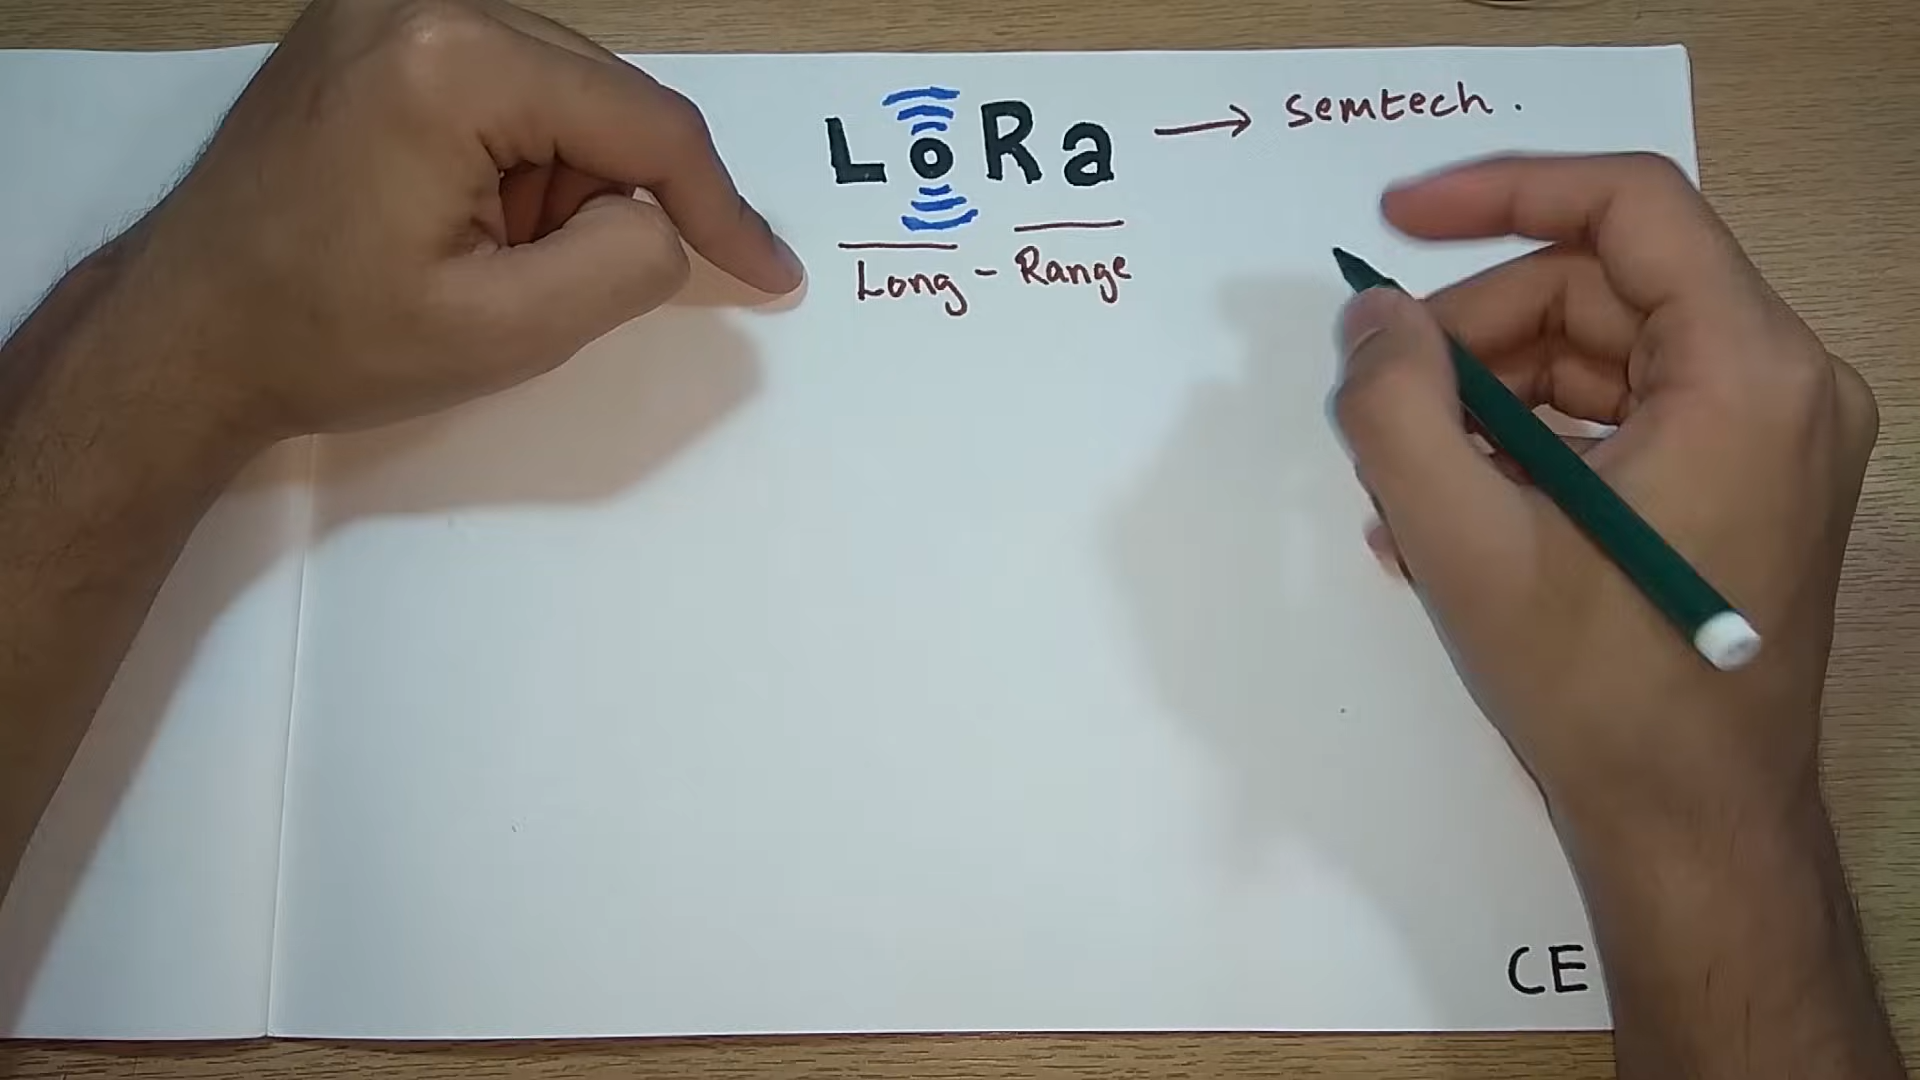 LoRa → semtech.
Long - Range
CE